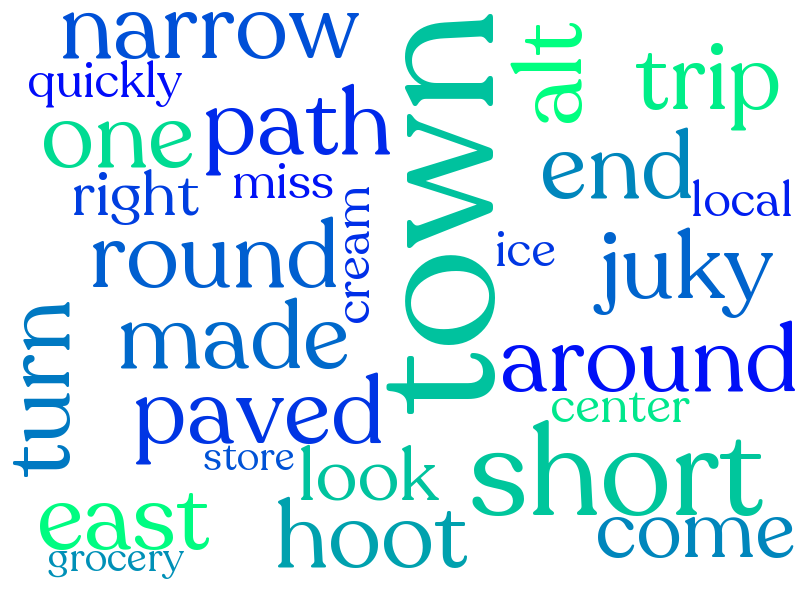 narrow
quickly
one
path
right
miss
round
cream
made
turn
paved
store
look
east
grocery
hoot
town
alt
trip
end
local
ice
juky
around
center
short
come